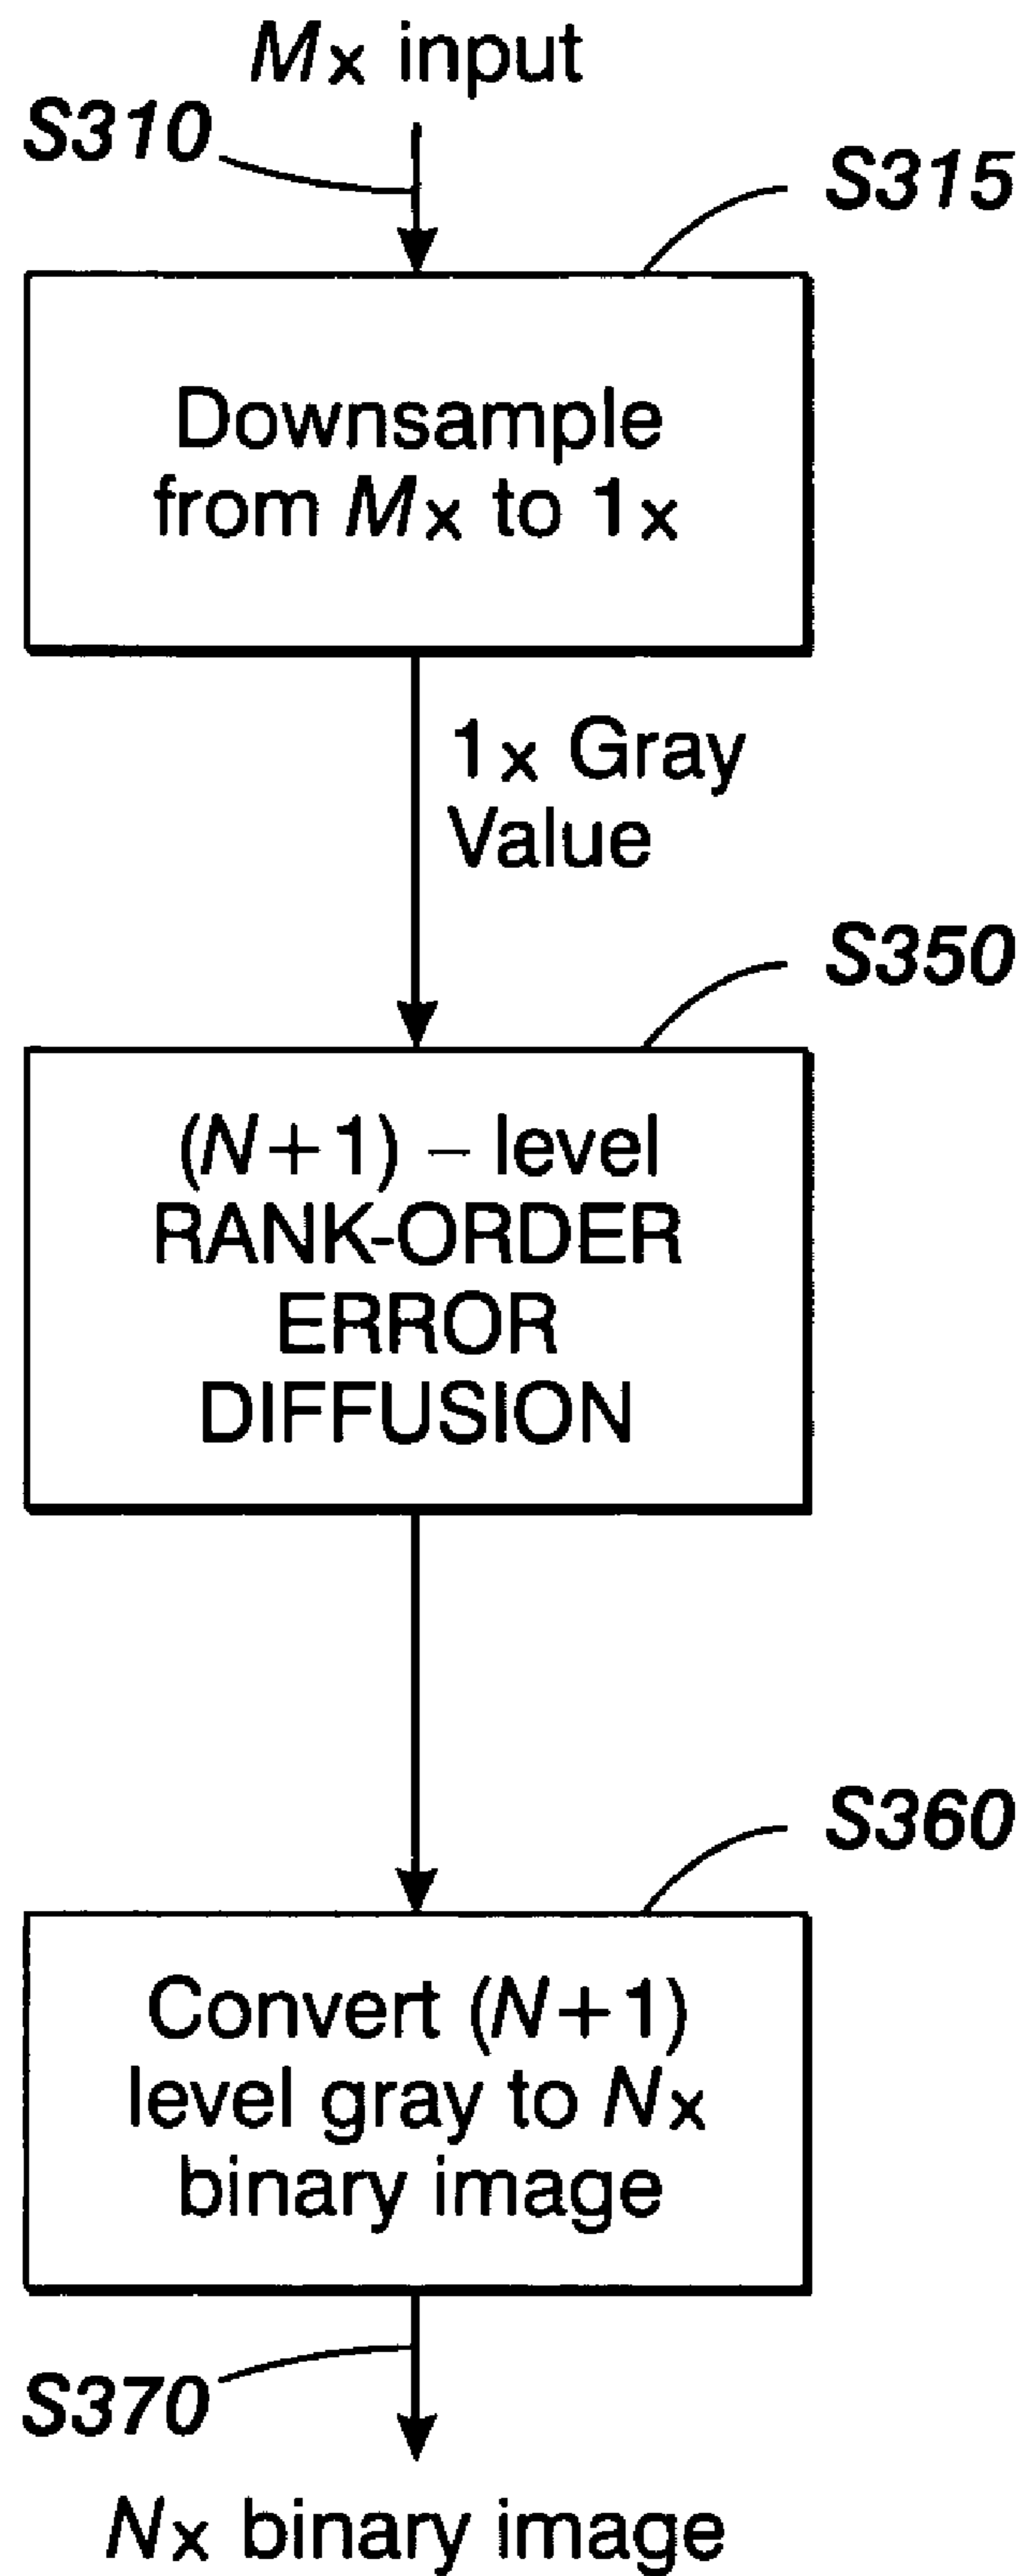 Mx input
S310
S315
Downsample
from Mx to 1x
1x Gray
Value
S350
(N+1) – level
RANK-ORDER
ERROR
DIFFUSION
S360
Convert (N+1)
level gray to Nx
binary image
S370
Nx binary image